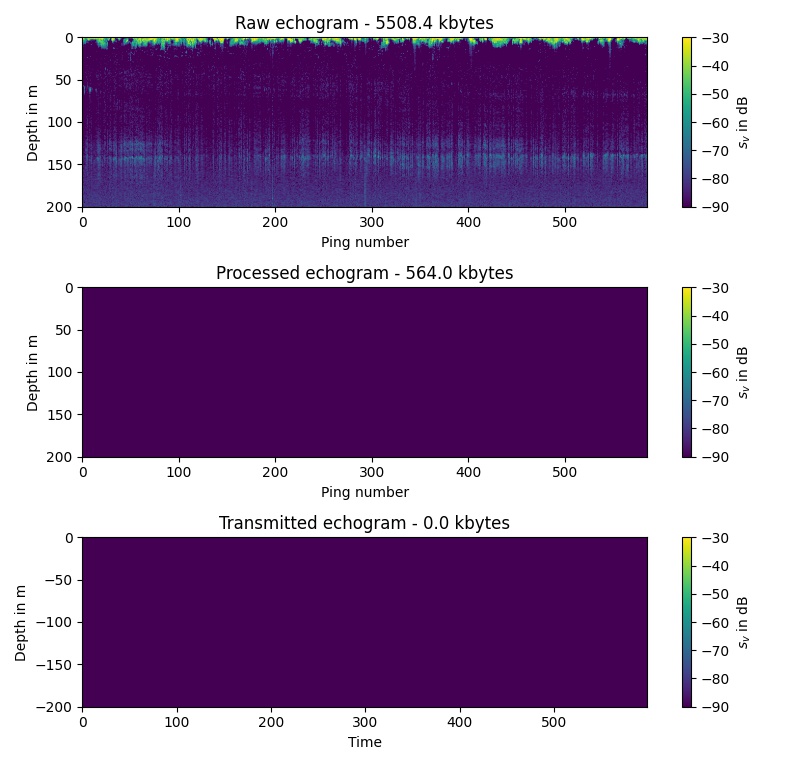 Raw echogram - 5508.4 kbytes
0
50
100
150
200
Depth in m
0 100 200 300 400 500
Ping number
−30
−40
−50
−60
−70
−80
−90
sᵥ in dB
Processed echogram - 564.0 kbytes
0
50
100
150
200
Depth in m
0 100 200 300 400 500
Ping number
−30
−40
−50
−60
−70
−80
−90
sᵥ in dB
Transmitted echogram - 0.0 kbytes
0
−50
−100
−150
−200
Depth in m
0 100 200 300 400 500
Time
−30
−40
−50
−60
−70
−80
−90
sᵥ in dB